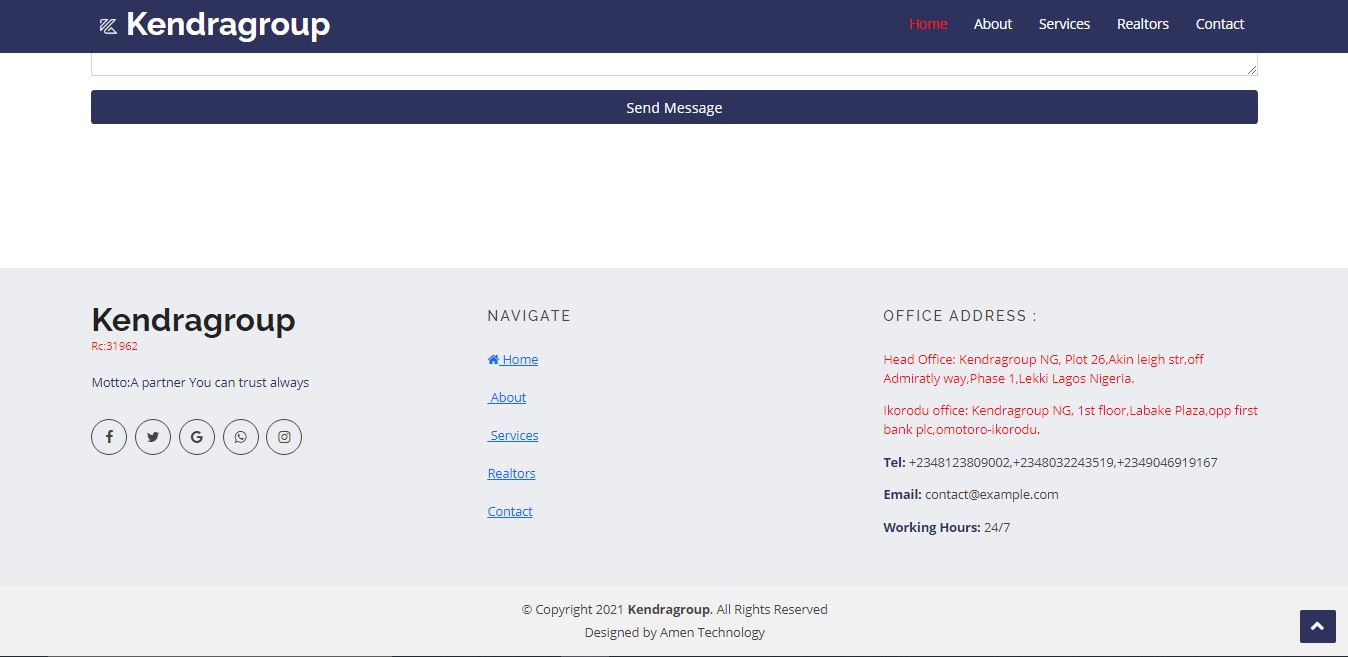 Kendragroup
Home About Services Realtors Contact
Send Message
Kendragroup
Rc:31962
Motto:A partner You can trust always
NAVIGATE
Home
About
Services
Realtors
Contact
OFFICE ADDRESS :
Head Office: Kendragroup NG, Plot 26,Akin leigh str,off
Admiratly way,Phase 1,Lekki Lagos Nigeria.
Ikorodu office: Kendragroup NG, 1st floor,Labake Plaza,opp first
bank plc,omotoro-ikorodu.
Tel: +2348123809002,+2348032243519,+2349046919167
Email: contact@example.com
Working Hours: 24/7
© Copyright 2021 Kendragroup. All Rights Reserved
Designed by Amen Technology